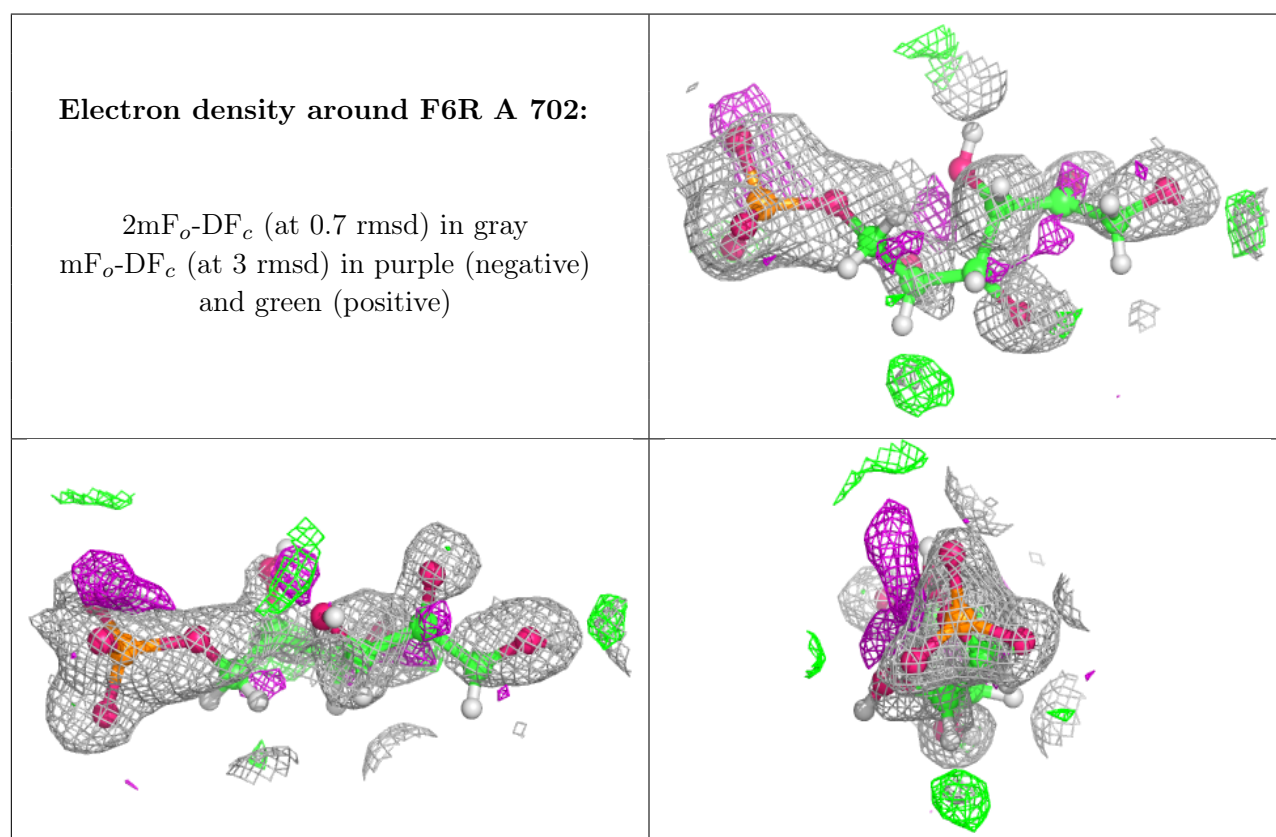 Electron density around F6R A 702:
2mFo-DFc (at 0.7 rmsd) in gray
mFo-DFc (at 3 rmsd) in purple (negative)
and green (positive)